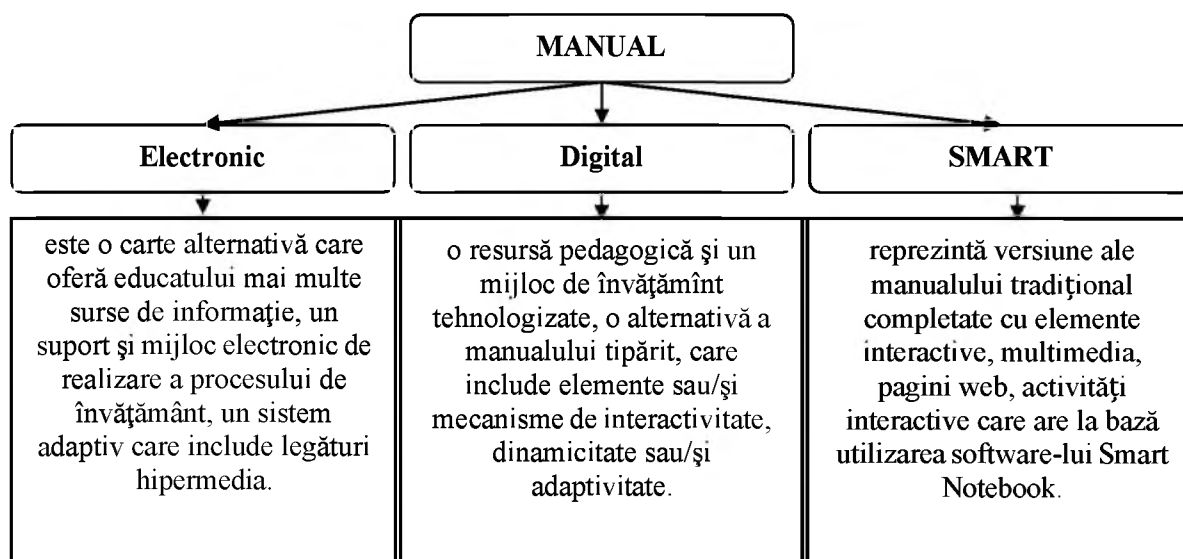 MANUAL
Electronic
Digital
SMART
este o carte alternativă care
oferă educatului mai multe
surse de informaţie, un
suport şi mijloc electronic de
realizare a procesului de
învăţământ, un sistem
adaptiv care include legături
hipermedia.
o resursă pedagogică şi un
mijloc de învăţămînt
tehnologizate, o alternativă a
manualului tipărit, care
include elemente sau/şi
mecanisme de interactivitate,
dinamicitate sau/şi
adaptivitate.
reprezintă versiune ale
manualului tradițional
completate cu elemente
interactive, multimedia,
pagini web, activități
interactive care are la bază
utilizarea software-lui Smart
Notebook.